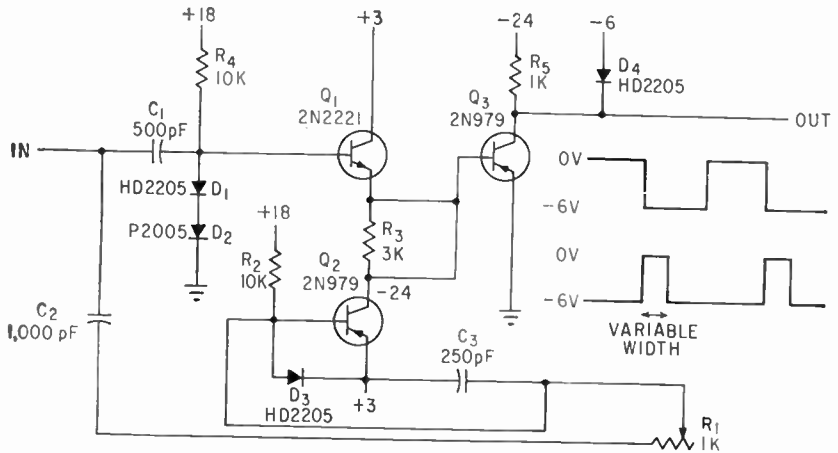 +18
+3
-24
-6
R4
10K
R5
1K
D4
HD2205
C1
500pF
Q1
2N2221
Q3
2N979
OUT
IN
HD2205 D1
P2005 D2
0V
-6V
+18
R3
3K
R2
10K
Q2
2N979
-24
0V
-6V
C2
1,000 pF
C3
250pF
VARIABLE
WIDTH
D3
HD2205
+3
R1
1K